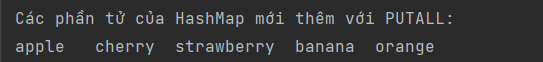 Các phần tử của HashMap mới thêm với PUTALL:
apple   cherry  strawberry  banana  orange